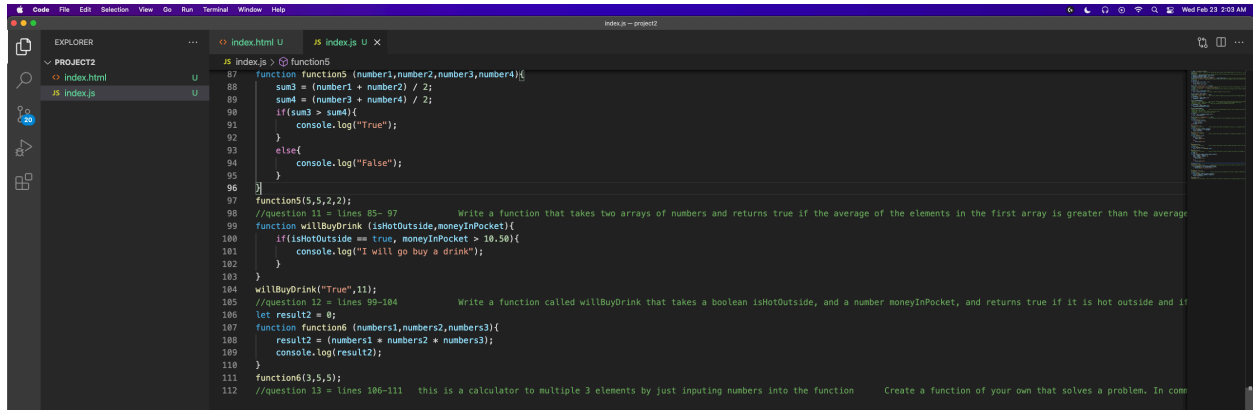 Code File Edit Selection View Go Run Terminal Window Help Wed Feb 23 2:03 AM
index.js — project2
EXPLORER ... index.html U JS index.js U ...
PROJECT2 JS index.js > function5
index.html U
JS index.js U
20
87 function function5 (number1,number2,number3,number4){
88 sum3 = (number1 + number2) / 2;
89 sum4 = (number3 + number4) / 2;
90 if(sum3 > sum4){
91 console.log("True");
92 }
93 else{
94 console.log("False");
95 }
96 }
97 function5(5,5,2,2);
98 //question 11 = lines 85- 97 Write a function that takes two arrays of numbers and returns true if the average of the elements in the first array is greater than the average
99 function willBuyDrink (isHotOutside,moneyInPocket){
100 if(isHotOutside == true, moneyInPocket > 10.50){
101 console.log("I will go buy a drink");
102 }
103 }
104 willBuyDrink("True",11);
105 //question 12 = lines 99-104 Write a function called willBuyDrink that takes a boolean isHotOutside, and a number moneyInPocket, and returns true if it is hot outside and if
106 let result2 = 0;
107 function function6 (numbers1,numbers2,numbers3){
108 result2 = (numbers1 * numbers2 * numbers3);
109 console.log(result2);
110 }
111 function6(3,5,5);
112 //question 13 = lines 106-111 this is a calculator to multiple 3 elements by just inputing numbers into the function Create a function of your own that solves a problem. In comm